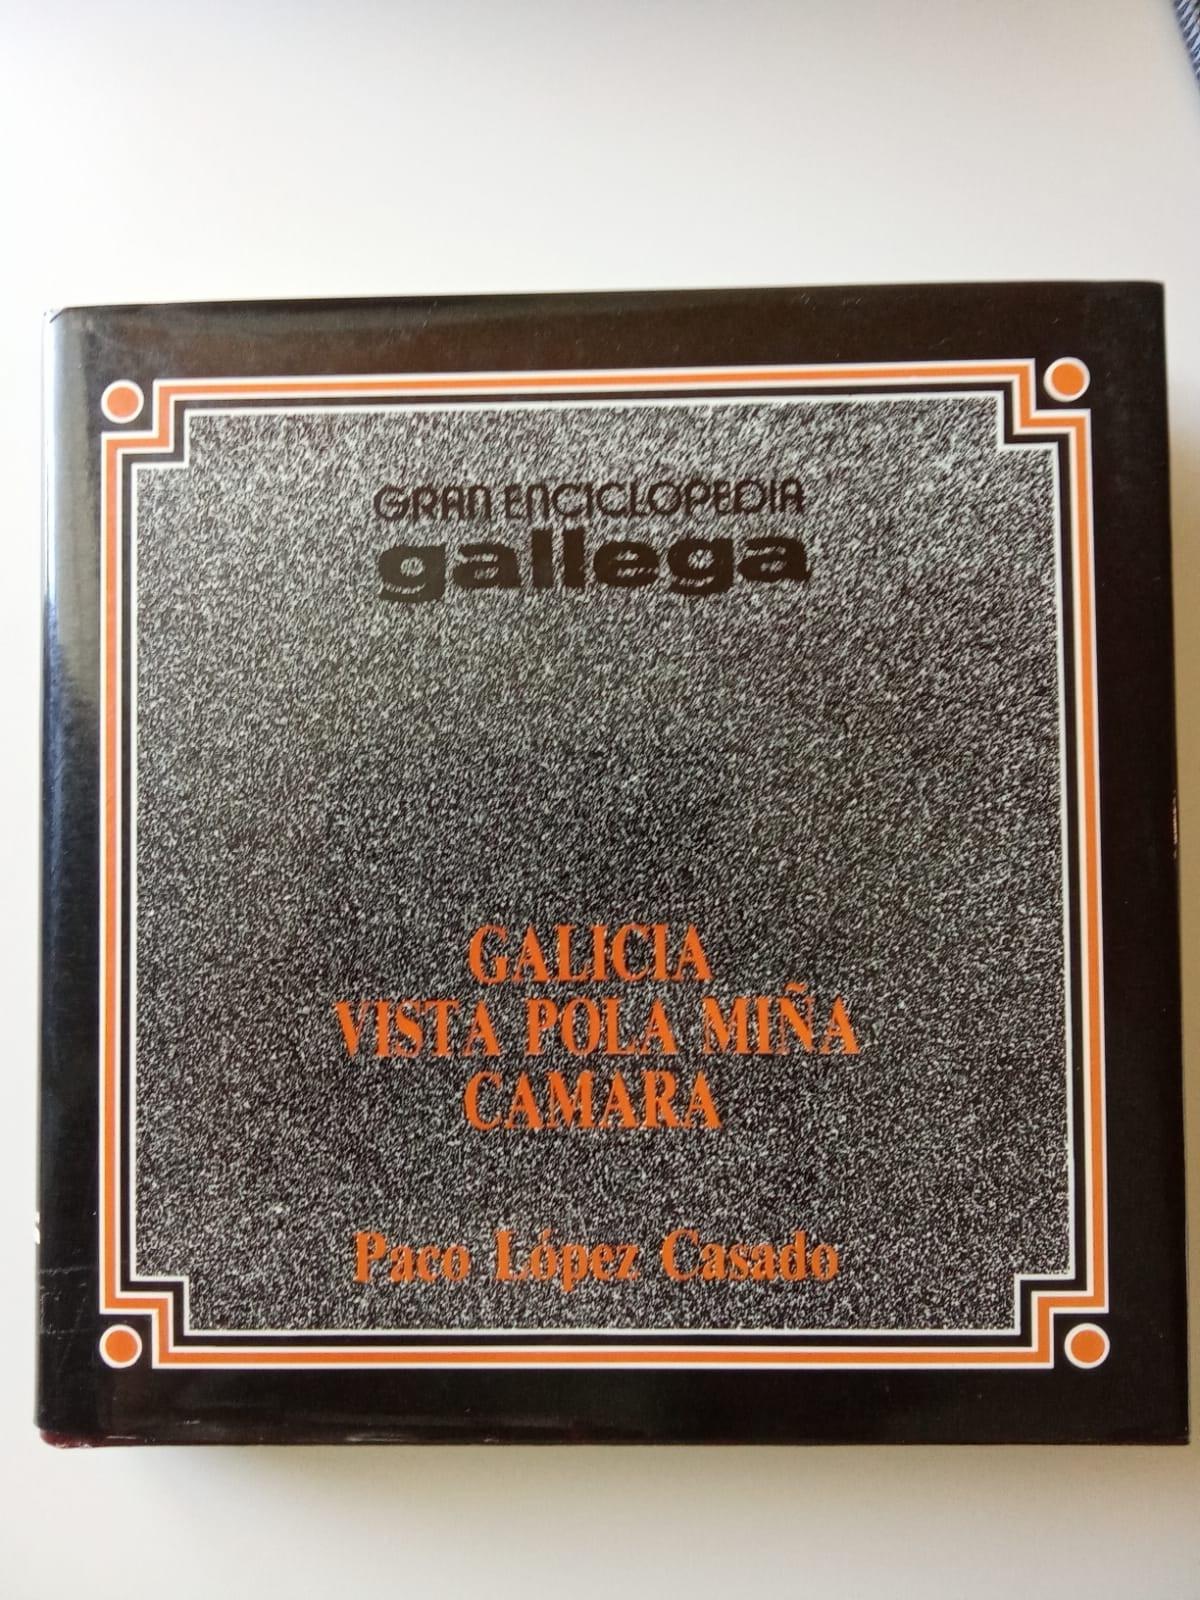 GRAN ENCICLOPEDIA
gallega
GALICIA
VISTA POLA MIÑA
CAMARA
Paco López Casado